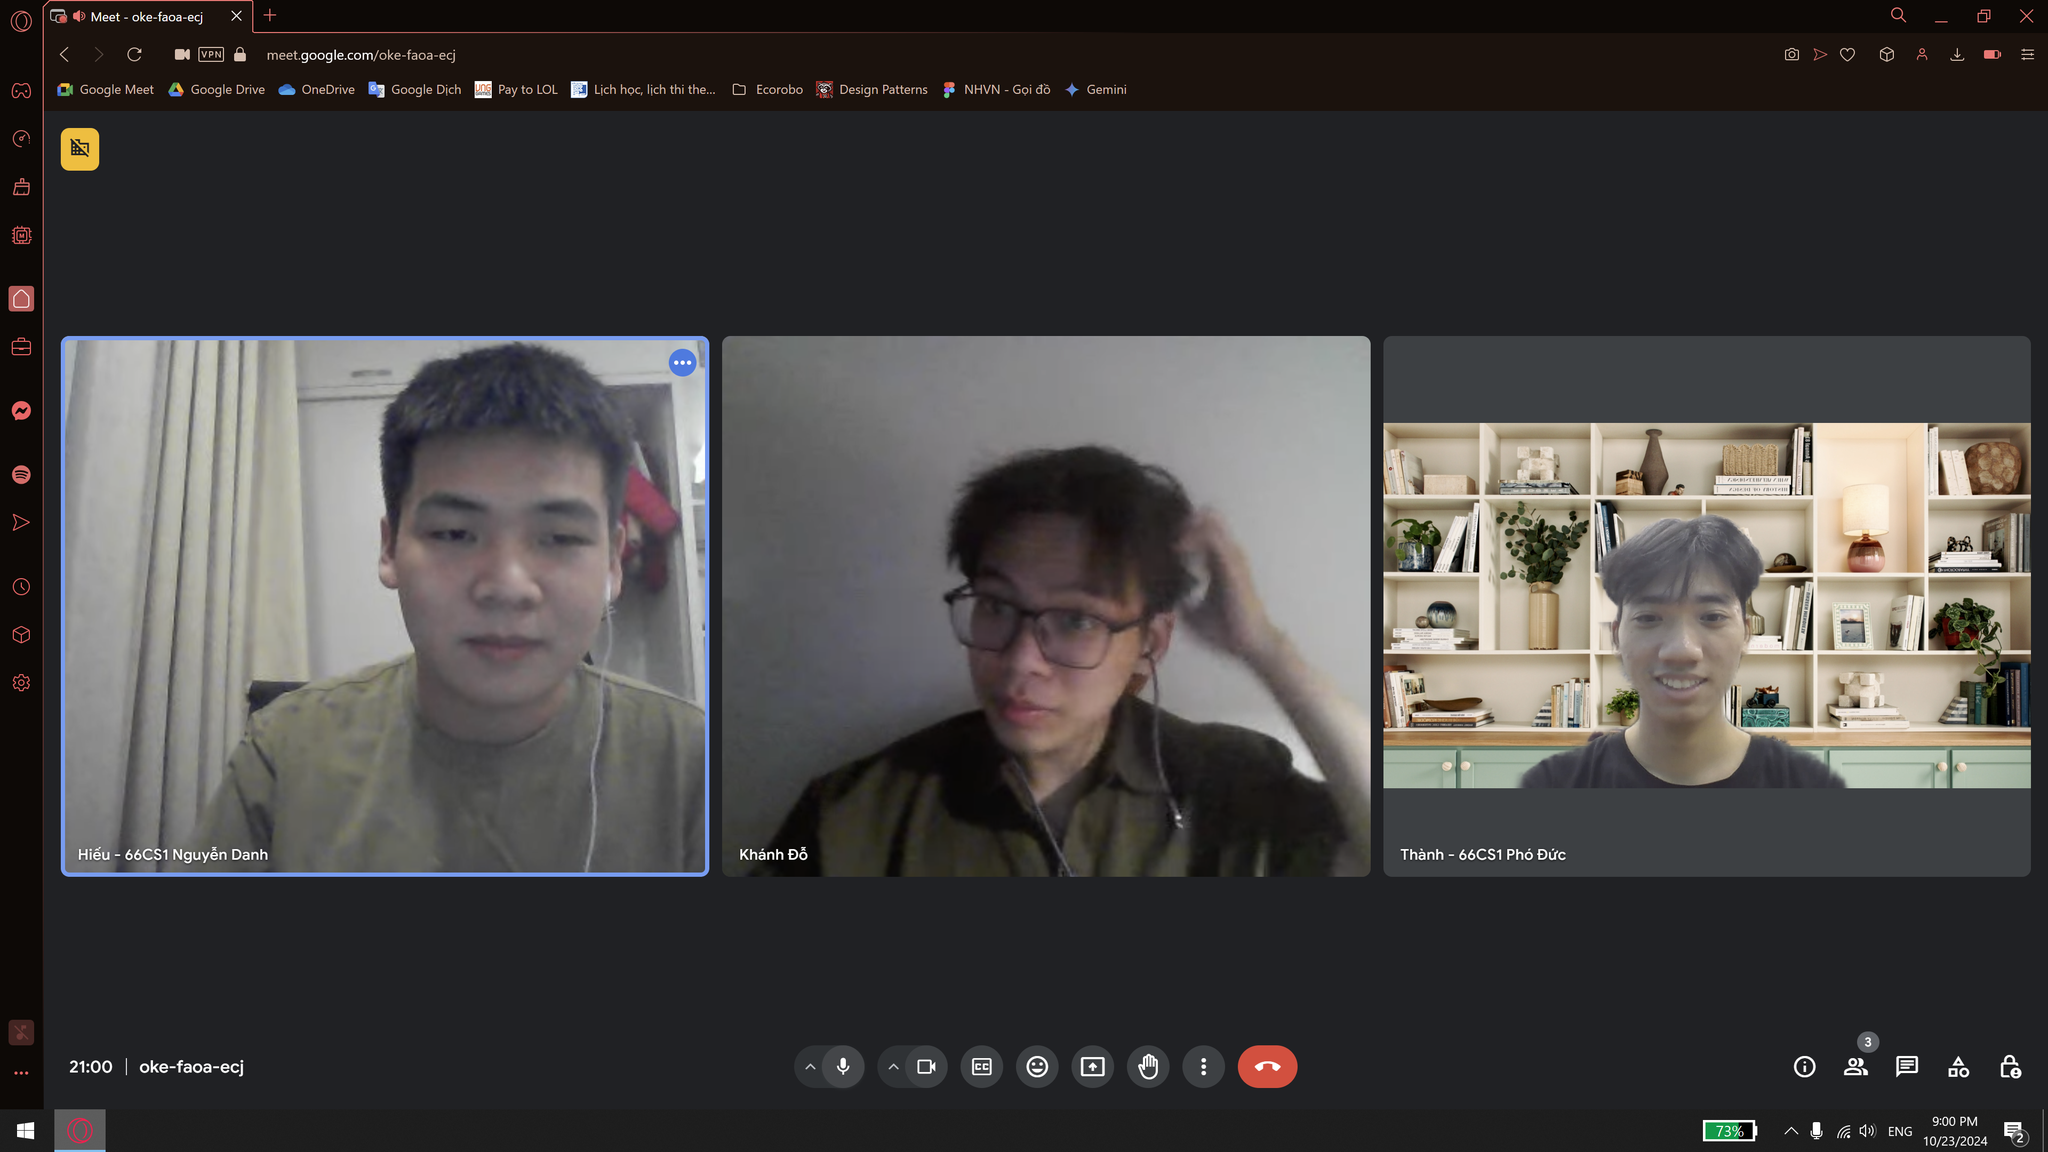 Meet - oke-faoa-ecj
VPN
meet.google.com/oke-faoa-ecj
Google Meet
Google Drive
OneDrive
Google Dịch
Pay to LOL
Lịch học, lịch thi the...
Ecorobo
Design Patterns
NHVN - Gọi đồ
Gemini
Hiếu - 66CS1 Nguyễn Danh
Khánh Đỗ
Thành - 66CS1 Phó Đức
21:00
oke-faoa-ecj
CC
3
73%
ENG
9:00 PM
10/23/2024
2